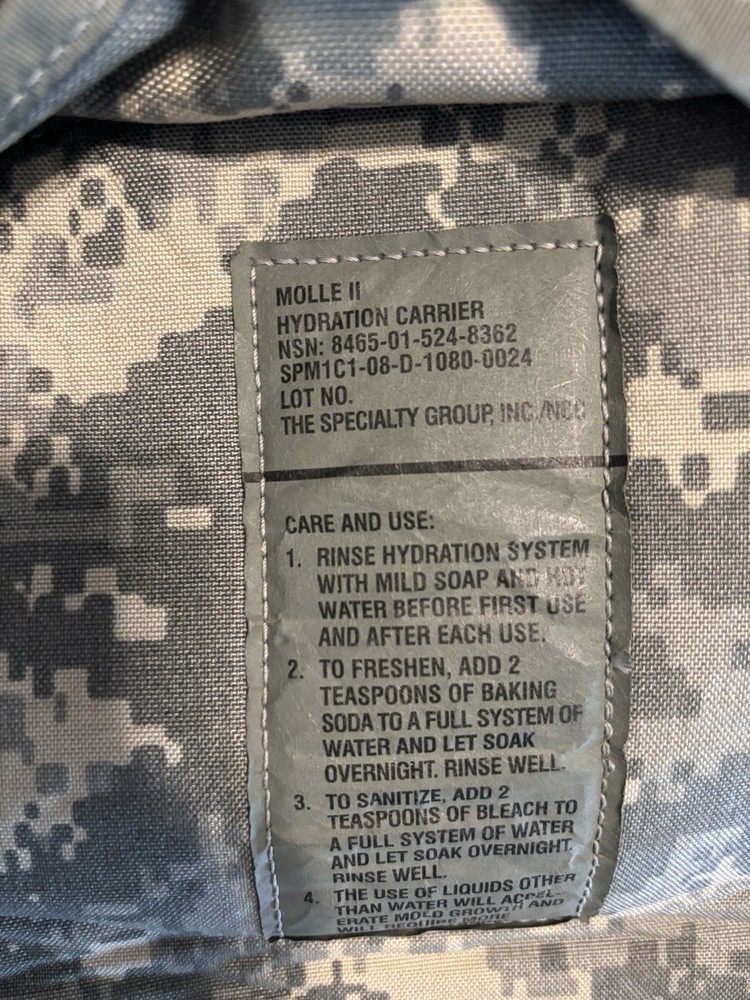 MOLLE II
HYDRATION CARRIER
NSN: 8465-01-524-8362
SPM1C1-08-D-1080-0024
LOT NO.
THE SPECIALTY GROUP, INC./NCC
CARE AND USE:
1. RINSE HYDRATION SYSTEM
WITH MILD SOAP AND HOT
WATER BEFORE FIRST USE
AND AFTER EACH USE.
2. TO FRESHEN, ADD 2
TEASPOONS OF BAKING
SODA TO A FULL SYSTEM OF
WATER AND LET SOAK
OVERNIGHT. RINSE WELL.
3. TO SANITIZE, ADD 2
TEASPOONS OF BLEACH TO
A FULL SYSTEM OF WATER
AND LET SOAK OVERNIGHT.
RINSE WELL.
4. THE USE OF LIQUIDS OTHER
THAN WATER WILL ACCEL-
ERATE MOLD GROWTH AND
WILL REQUIRE MORE